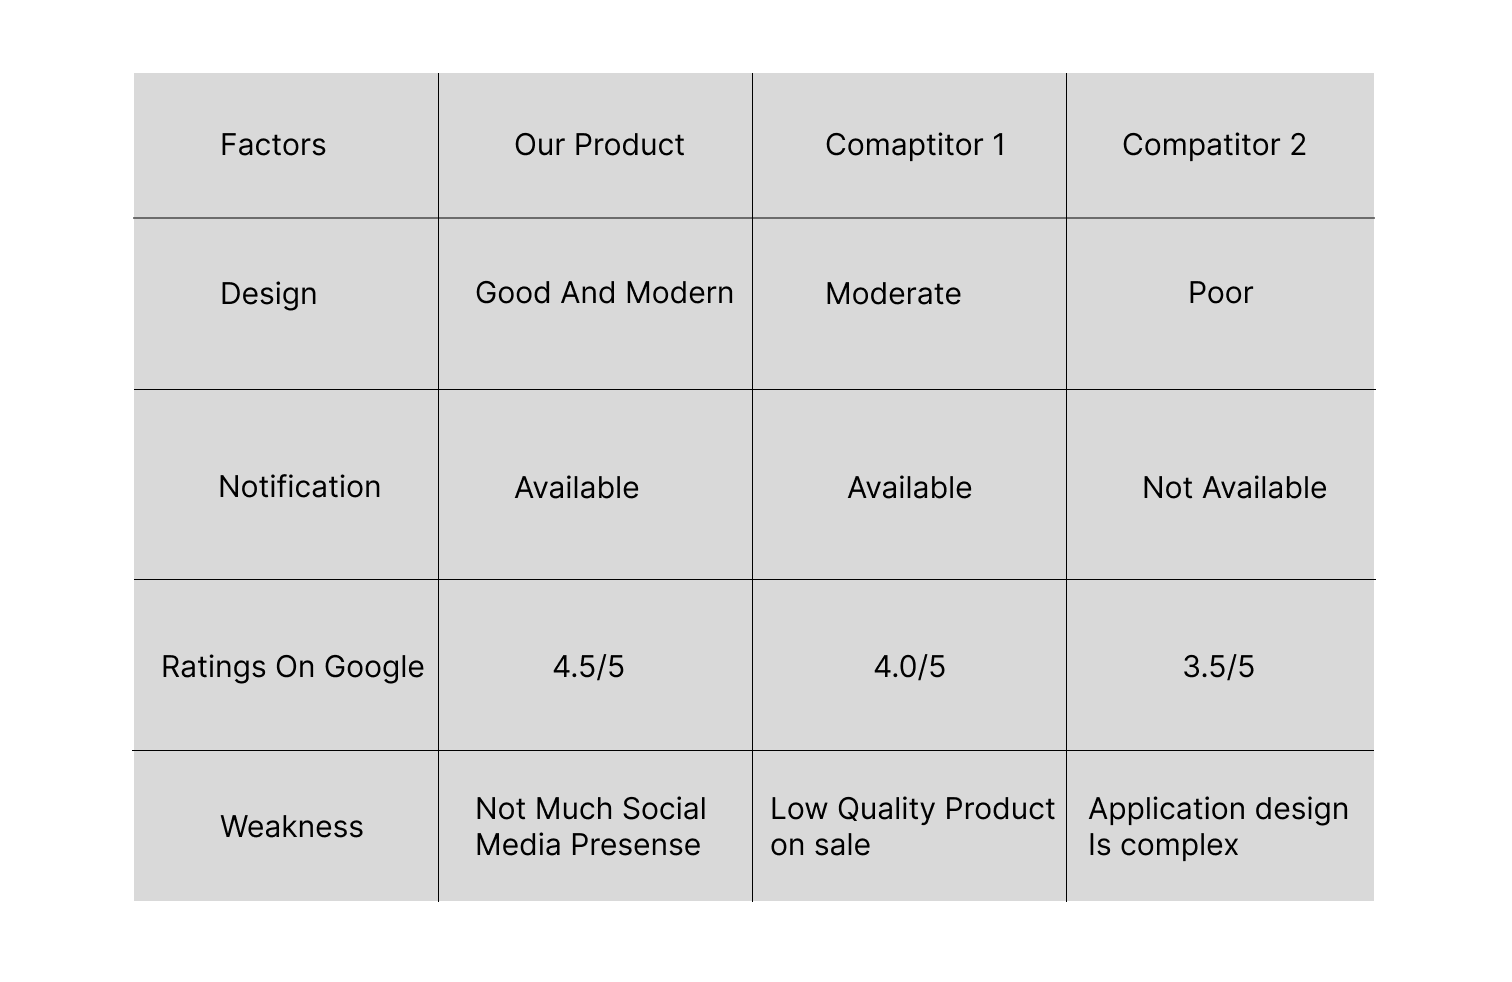 Factors
Our Product
Comaptitor 1
Compatitor 2
Design
Good And Modern
Moderate
Poor
Notification
Available
Available
Not Available
Ratings On Google
4.5/5
4.0/5
3.5/5
Weakness
Not Much Social
Media Presense
Low Quality Product
on sale
Application design
Is complex